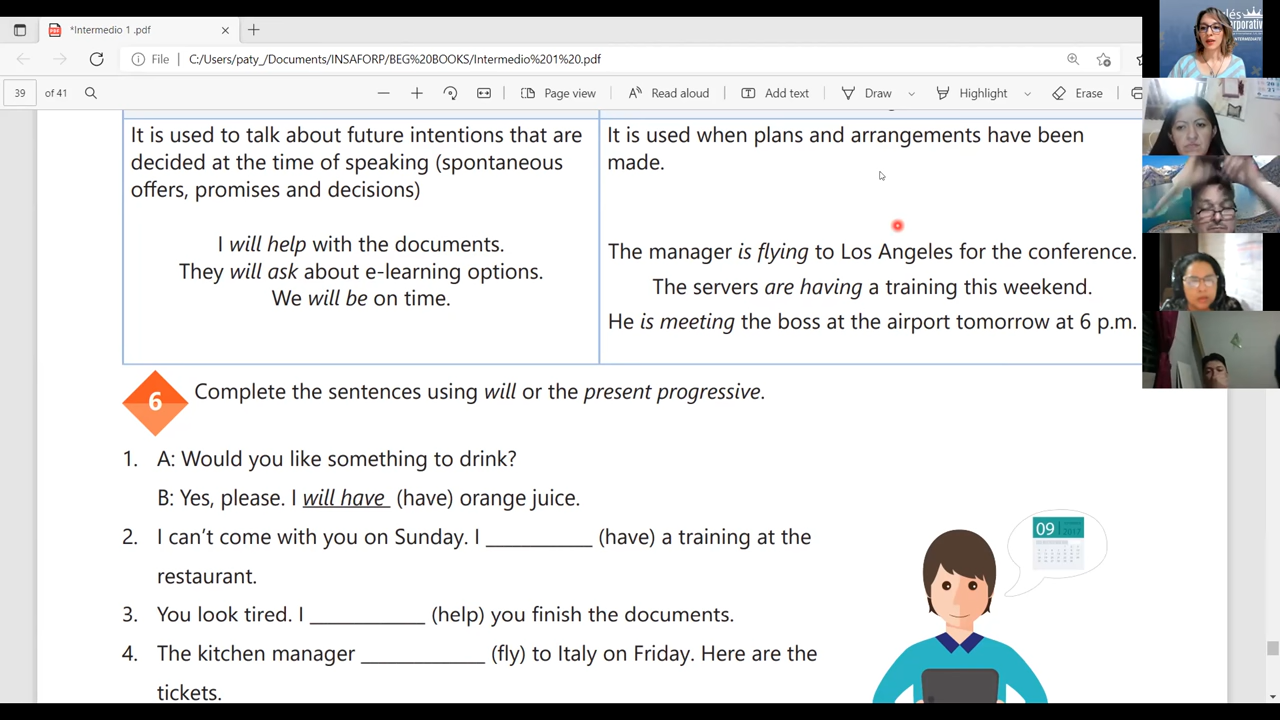 *Intermedio 1 .pdf
File C:/Users/paty_/Documents/INSAFORP/BEG%20BOOKS/Intermedio%201%20.pdf
39 of 41 Page view Read aloud Add text Draw Highlight Erase
It is used to talk about future intentions that are
decided at the time of speaking (spontaneous
offers, promises and decisions)
I will help with the documents.
They will ask about e-learning options.
We will be on time.
It is used when plans and arrangements have been
made.
The manager is flying to Los Angeles for the conference.
The servers are having a training this weekend.
He is meeting the boss at the airport tomorrow at 6 p.m.
6 Complete the sentences using will or the present progressive.
1. A: Would you like something to drink?
B: Yes, please. I will have (have) orange juice.
2. I can't come with you on Sunday. I __________ (have) a training at the
restaurant.
3. You look tired. I ___________ (help) you finish the documents.
4. The kitchen manager ____________ (fly) to Italy on Friday. Here are the
tickets.
09